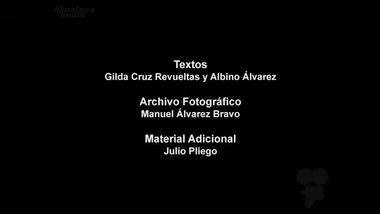 Textos
Gilda Cruz Revueltas y Albino Álvarez
Archivo Fotográfico
Manuel Álvarez Bravo
Material Adicional
Julio Pliego